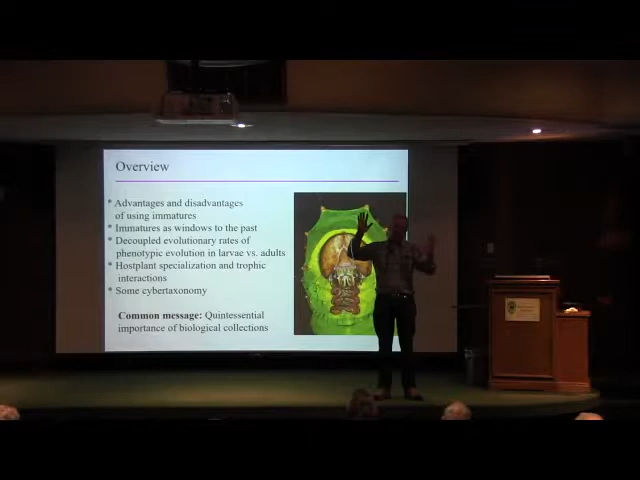 Overview
* Advantages and disadvantages
of using immatures
* Immatures as windows to the past
* Decoupled evolutionary rates of
phenotypic evolution in larvae vs. adults
* Hostplant specialization and trophic
interactions
* Some cybertaxonomy
Common message: Quintessential
importance of biological collections